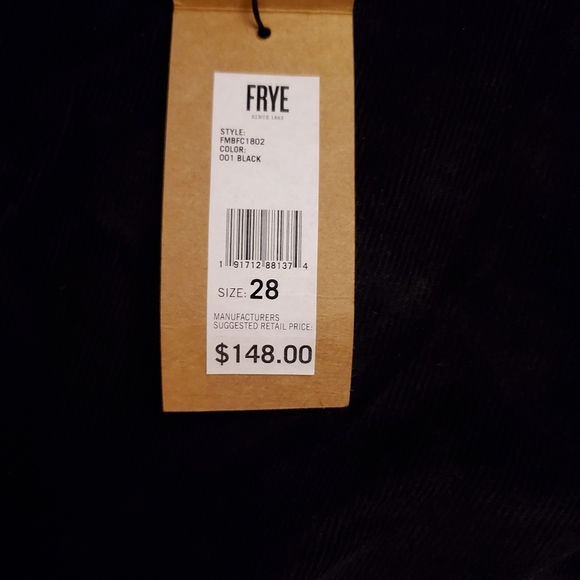 FRYE
SINCE 1863
STYLE:
FMBFC1802
COLOR:
001 BLACK
1 91712 88137 4
SIZE: 28
MANUFACTURERS
SUGGESTED RETAIL PRICE:
$148.00